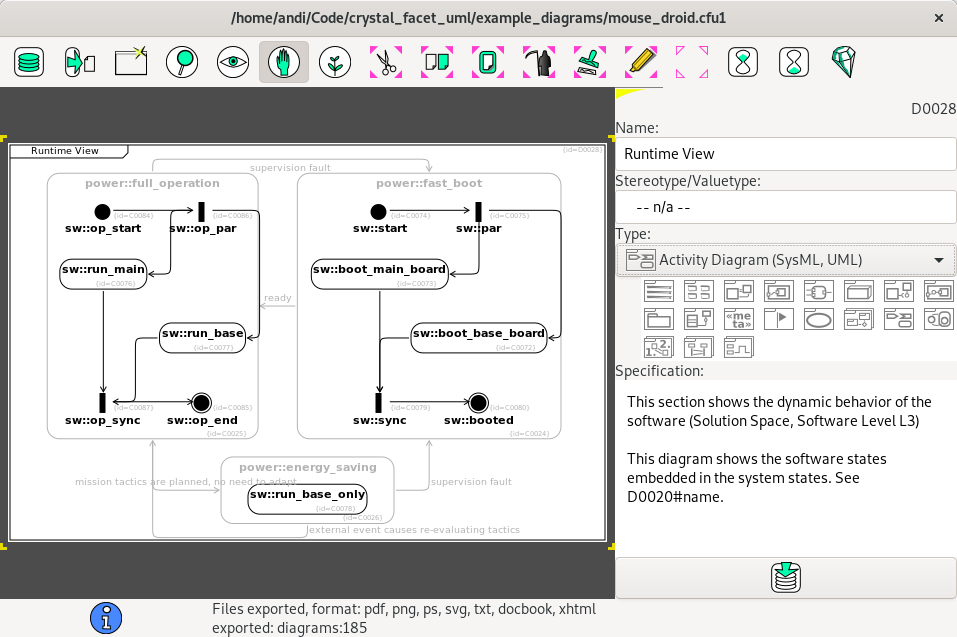 /home/andi/Code/crystal_facet_uml/example_diagrams/mouse_droid.cfu1
×
D0028
Name:
Runtime View
Stereotype/Valuetype:
-- n/a --
Type:
Activity Diagram (SysML, UML)
«me
ta»
1. 2.
Specification:
This section shows the dynamic behavior of the
software (Solution Space, Software Level L3)
This diagram shows the software states
embedded in the system states. See
D0020#name.
Runtime View
(id=D0028)
supervision fault
power::full_operation
(id=C0084)
(id=C0086)
sw::op_start
sw::op_par
sw::run_main
(id=C0076)
sw::run_base
(id=C0077)
(id=C0087)
(id=C0085)
sw::op_sync
sw::op_end
(id=C0025)
ready
power::fast_boot
(id=C0074)
(id=C0075)
sw::start
sw::par
sw::boot_main_board
(id=C0073)
sw::boot_base_board
(id=C0072)
(id=C0079)
(id=C0080)
sw::sync
sw::booted
(id=C0024)
power::energy_saving
mission tactics are planned, no need to adapt
supervision fault
sw::run_base_only
(id=C0078)
(id=C0026)
external event causes re-evaluating tactics
Files exported, format: pdf, png, ps, svg, txt, docbook, xhtml
exported: diagrams:185